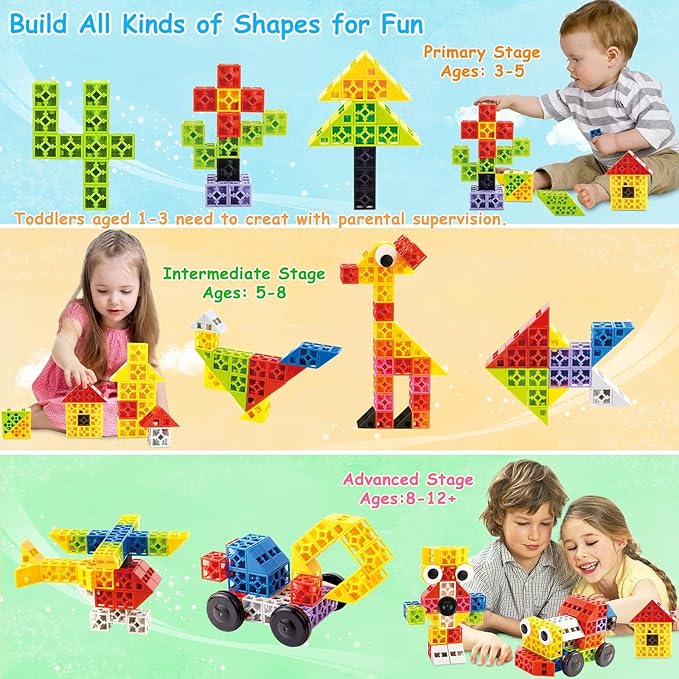 Build All Kinds of Shapes for Fun
Primary Stage
Ages: 3-5
Toddlers aged 1-3 need to creat with parental supervision.
Intermediate Stage
Ages: 5-8
Advanced Stage
Ages:8-12+